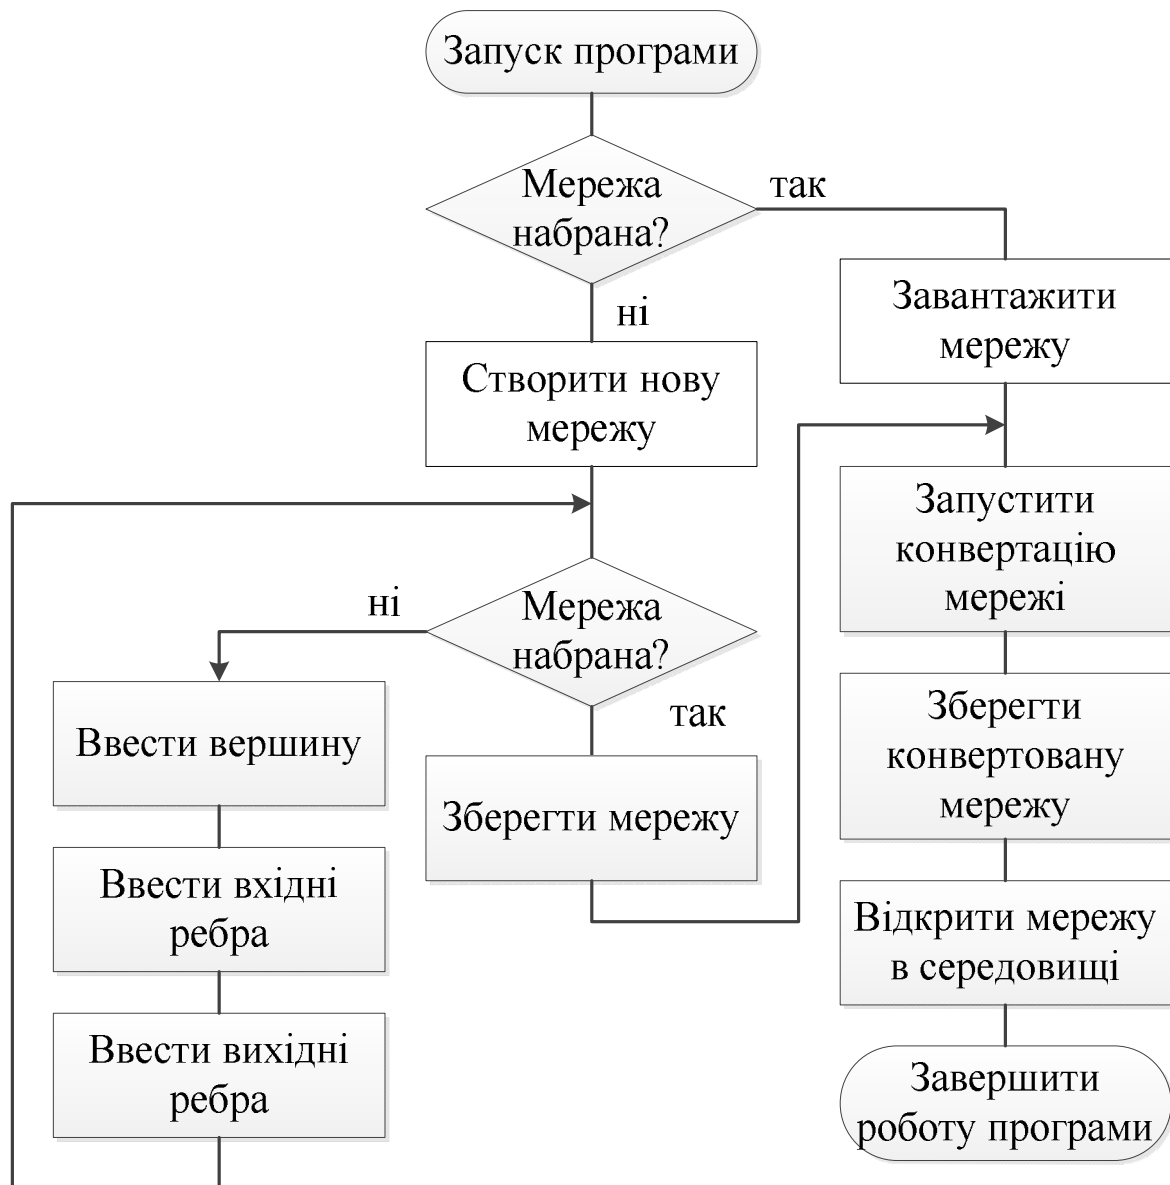 Запуск програми
Мережа
набрана?
так
ні
Завантажити
мережу
Створити нову
мережу
Запустити
конвертацію
мережі
ні
Мережа
набрана?
так
Ввести вершину
Зберегти мережу
Зберегти
конвертовану
мережу
Ввести вхідні
ребра
Відкрити мережу
в середовищі
Ввести вихідні
ребра
Завершити
роботу програми